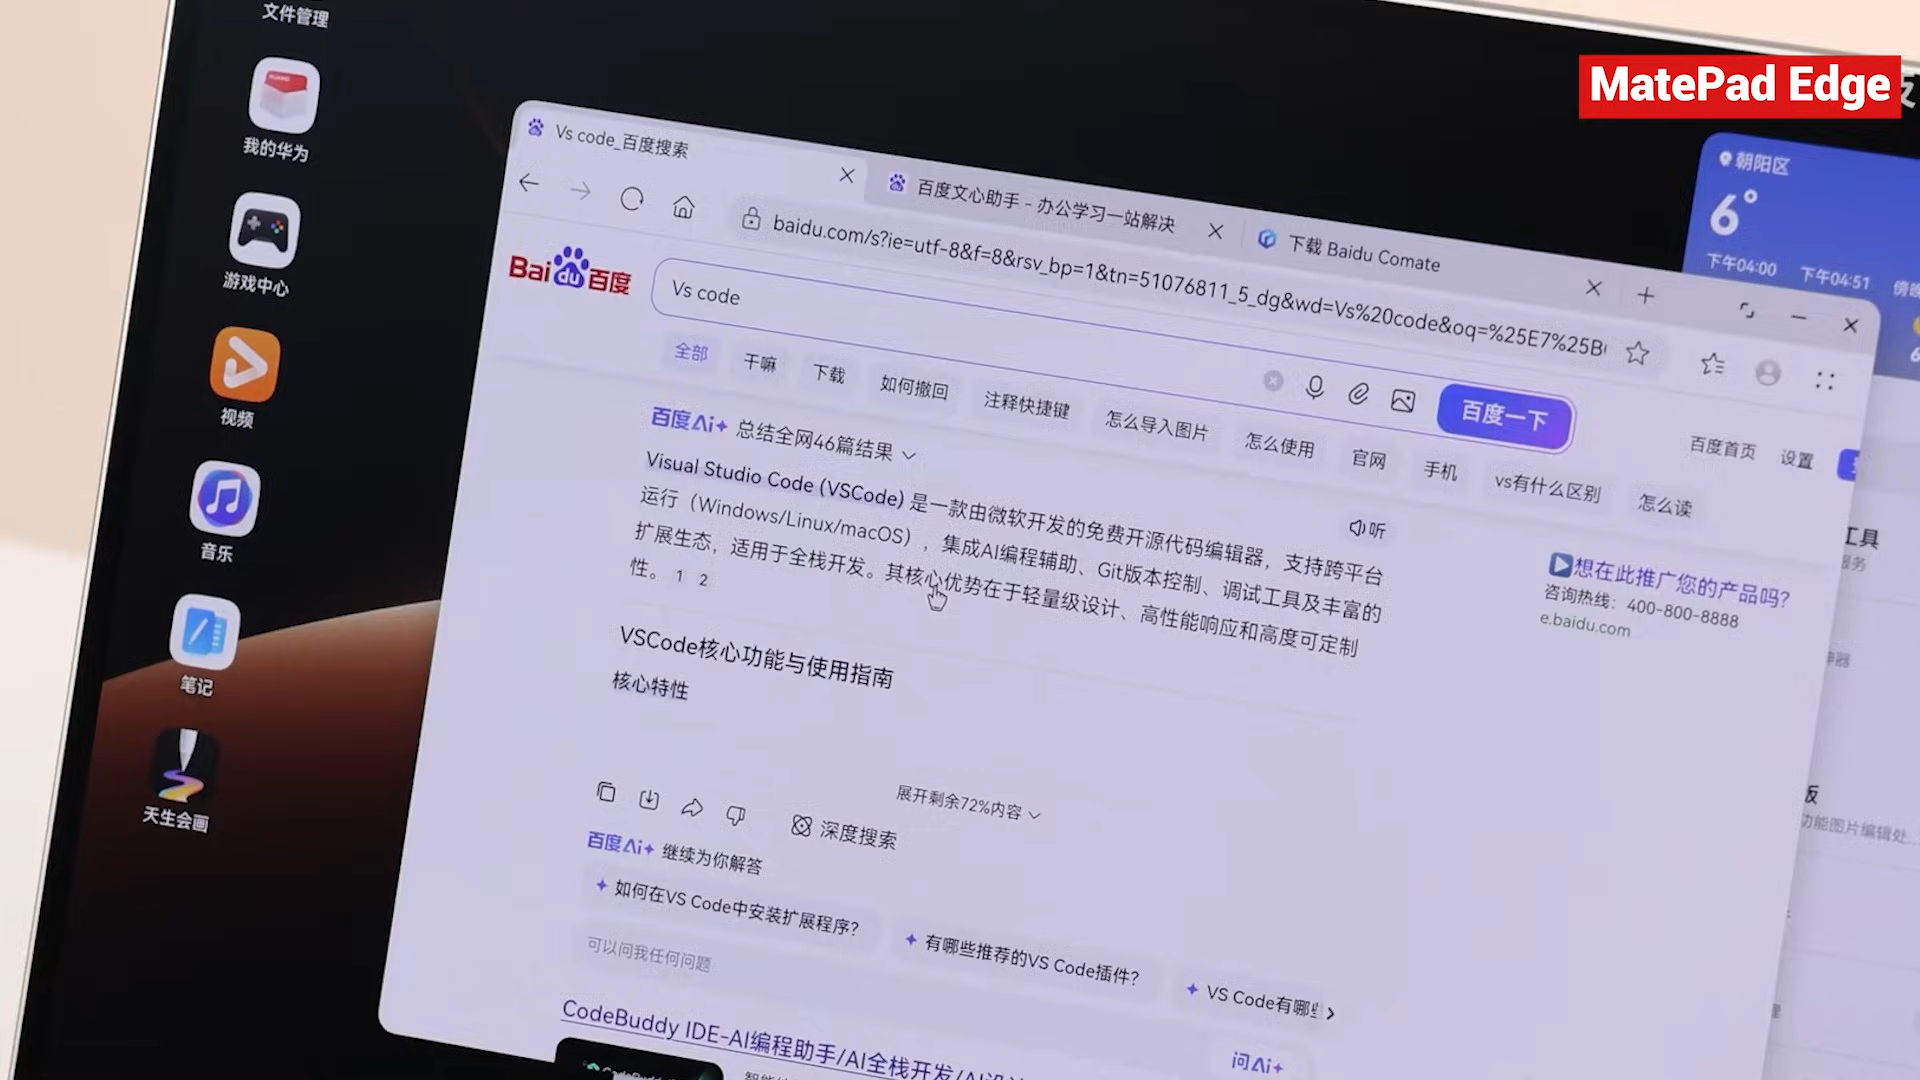 文件管理
MatePad Edge
我的华为
游戏中心
视频
音乐
笔记
天生会画
Vs code_百度搜索
百度文心助手 - 办公学习一站解决
下载 Baidu Comate
baidu.com/s?ie=utf-8&f=8&rsv_bp=1&tn=51076811_5_dg&wd=Vs%20code&oq=%25E7%25B
朝阳区
6°
下午04:00
下午04:51
Bai du 百度
Vs code
百度一下
百度首页
设置
全部
干嘛
下载
如何撤回
注释快捷键
怎么导入图片
怎么使用
官网
手机
vs有什么区别
怎么读
百度Ai+ 总结全网46篇结果
听
Visual Studio Code (VSCode) 是一款由微软开发的免费开源代码编辑器，支持跨平台
运行（Windows/Linux/macOS），集成AI编程辅助、Git版本控制、调试工具及丰富的
扩展生态，适用于全栈开发。其核心优势在于轻量级设计、高性能响应和高度可定制
性。 1 2
VSCode核心功能与使用指南
核心特性
展开剩余72%内容
深度搜索
百度Ai+ 继续为你解答
如何在VS Code中安装扩展程序？
有哪些推荐的VS Code插件？
VS Code有哪些
可以问我任何问题
CodeBuddy IDE-AI编程助手/AI全栈开发/AI设计
问Ai+
想在此推广您的产品吗？
咨询热线：400-800-8888
e.baidu.com
工具
服务
功能图片编辑处...